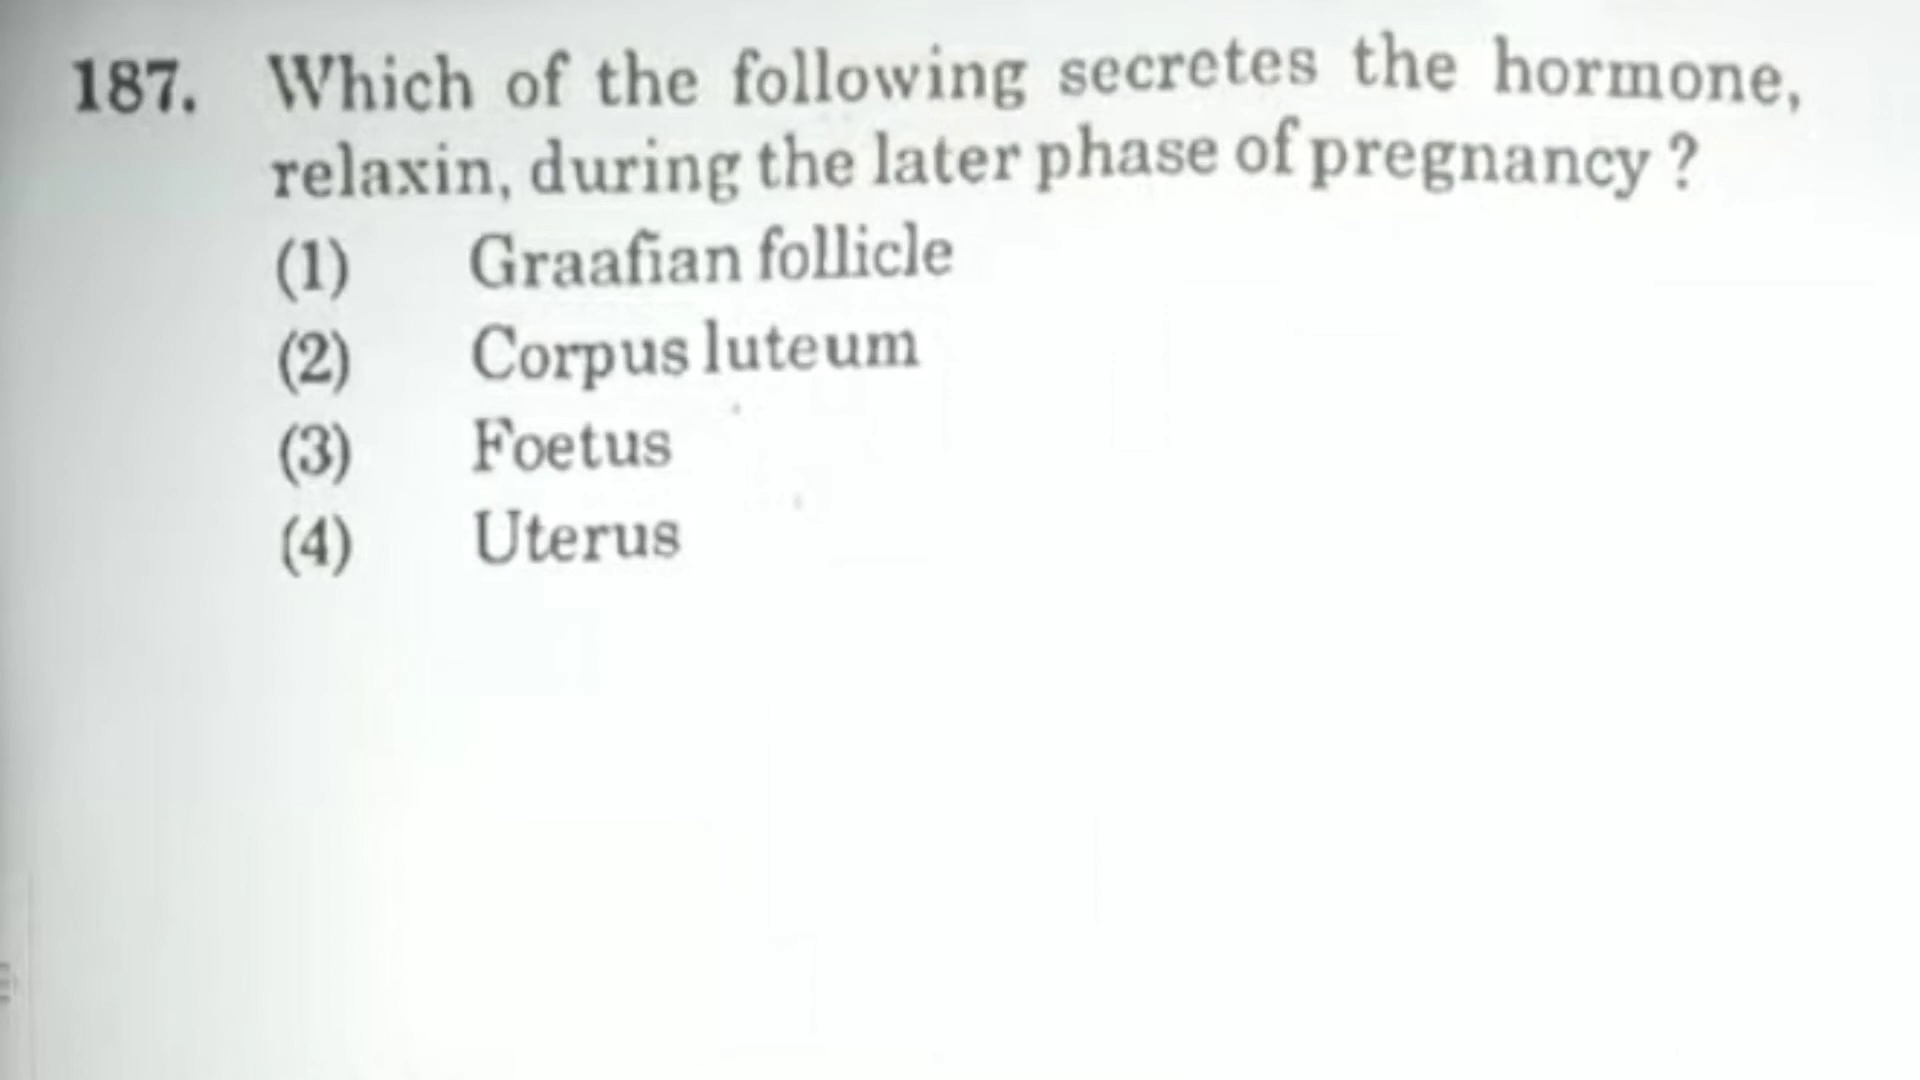 187. Which of the following secretes the hormone,
relaxin, during the later phase of pregnancy ?
(1) Graafian follicle
(2) Corpus luteum
(3) Foetus
(4) Uterus